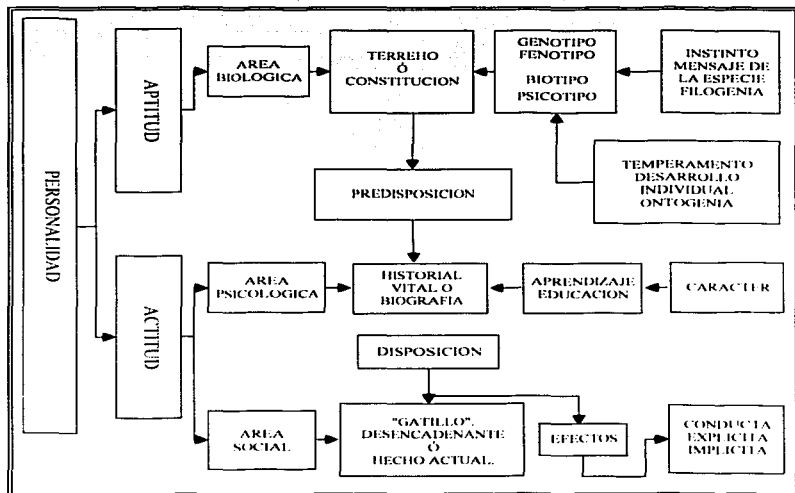 PERSONALIDAD
APTITUD
AREA
BIOLOGICA
TERREHO
Ó
CONSTITUCION
GENOTIPO
FENOTIPO
BIOTIPO
PSICOTIPO
INSTINTO
MENSAJE DE
LA ESPECIE
FILOGENIA
TEMPERAMENTO
DESARROLLO
INDIVIDUAL
ONTOGENIA
PREDISPOSICION
ACTITUD
AREA
PSICOLOGICA
HISTORIAL
VITAL O
BIOGRAFIA
APRENDIZAJE
EDUCACION
CARACTER
DISPOSICION
AREA
SOCIAL
"GATILLO".
DESENCADENANTE
Ó
HECHO ACTUAL.
EFECTOS
CONDUCTA
EXPLICITA
IMPLICITA